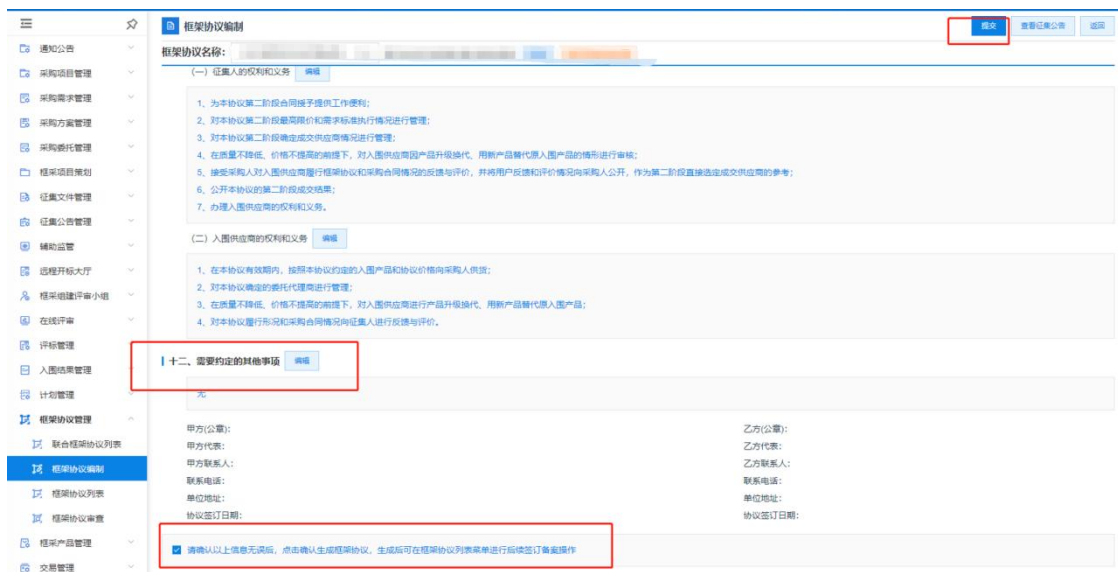 框架协议编制
提交
查看征集公告
返回
通知公告
采购项目管理
采购需求管理
采购方案管理
采购委托管理
框采项目策划
征集文件管理
征集公告管理
辅助监管
远程开标大厅
框采组建评审小组
在线评审
评标管理
入围结果管理
计划管理
框架协议管理
联合框架协议列表
框架协议编制
框架协议列表
框架协议审查
框采产品管理
交易管理
框架协议名称:
(一)征集人的权利和义务 编辑
1、为本协议第二阶段合同授予提供工作便利;
2、对本协议第二阶段最高限价和需求标准执行情况进行管理;
3、对本协议第二阶段确定成交供应商情况进行管理;
4、在质量不降低、价格不提高的前提下,对入围供应商因产品升级换代、用新产品替代原入围产品的情形进行审核;
5、接受采购人对入围供应商履行框架协议和采购合同情况的反馈与评价,并将用户反馈和评价情况向采购人公开,作为第二阶段直接选定成交供应商的参考;
6、公开本协议的第二阶段成交结果;
7、办理入围供应商的权利和义务。
(二)入围供应商的权利和义务 编辑
1、在本协议有效期内,按照本协议约定的入围产品和协议价格向采购人供货;
2、对本协议确定的委托代理商进行管理;
3、在质量不降低、价格不提高的前提下,对入围供应商进行产品升级换代、用新产品替代原入围产品;
4、对本协议履行形况和采购合同情况向征集人进行反馈与评价。
十二、需要约定的其他事项 编辑
无
甲方(公章): 乙方(公章):
甲方代表: 乙方代表:
甲方联系人: 乙方联系人:
联系电话: 联系电话:
单位地址: 单位地址:
协议签订日期: 协议签订日期:
请确认以上信息无误后,点击确认生成框架协议,生成后可在框架协议列表菜单进行后续签订备案操作